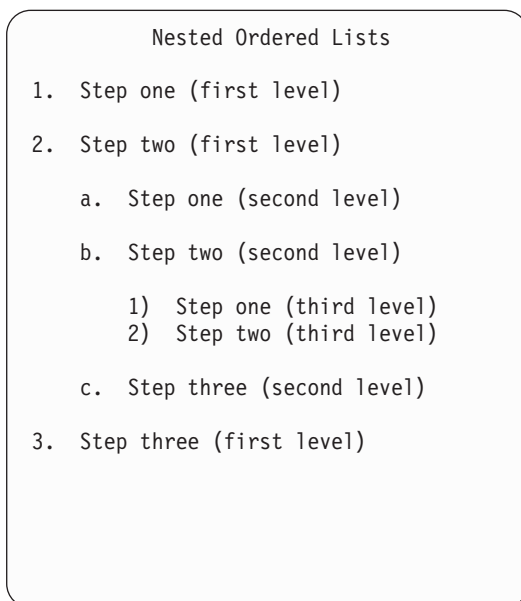 Nested Ordered Lists
1. Step one (first level)
2. Step two (first level)
a. Step one (second level)
b. Step two (second level)
1) Step one (third level)
2) Step two (third level)
c. Step three (second level)
3. Step three (first level)